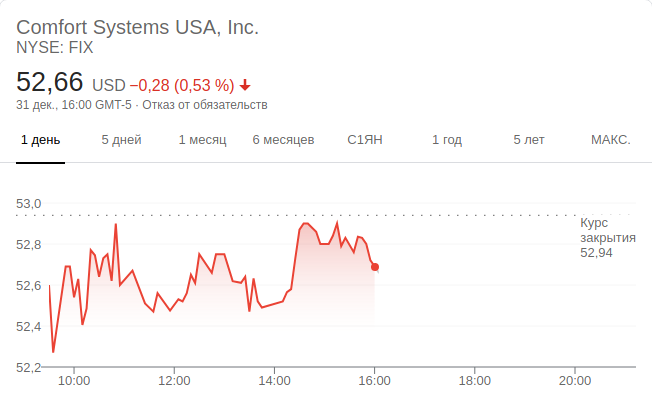 Comfort Systems USA, Inc.
NYSE: FIX
52,66 USD −0,28 (0,53 %)
31 дек., 16:00 GMT-5 · Отказ от обязательств
1 день 5 дней 1 месяц 6 месяцев С1ЯН 1 год 5 лет МАКС.
53,0
Курс
закрытия
52,94
52,8
52,6
52,4
52,2
10:00 12:00 14:00 16:00 18:00 20:00